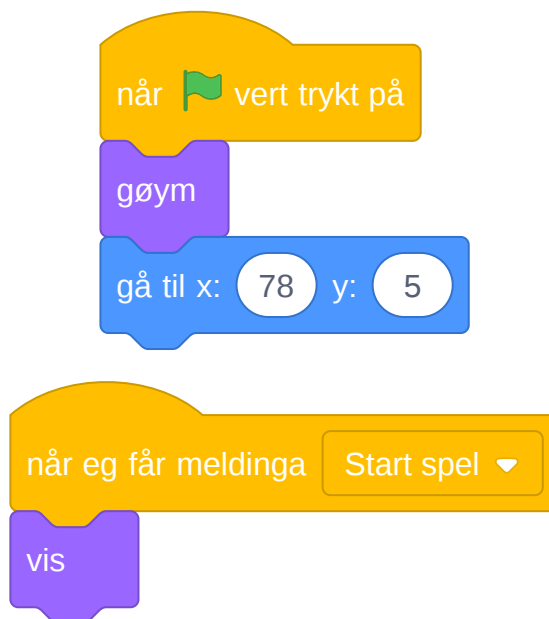 når vert trykt på
gøym
gå til x: 78 y: 5
når eg får meldinga Start spel
vis